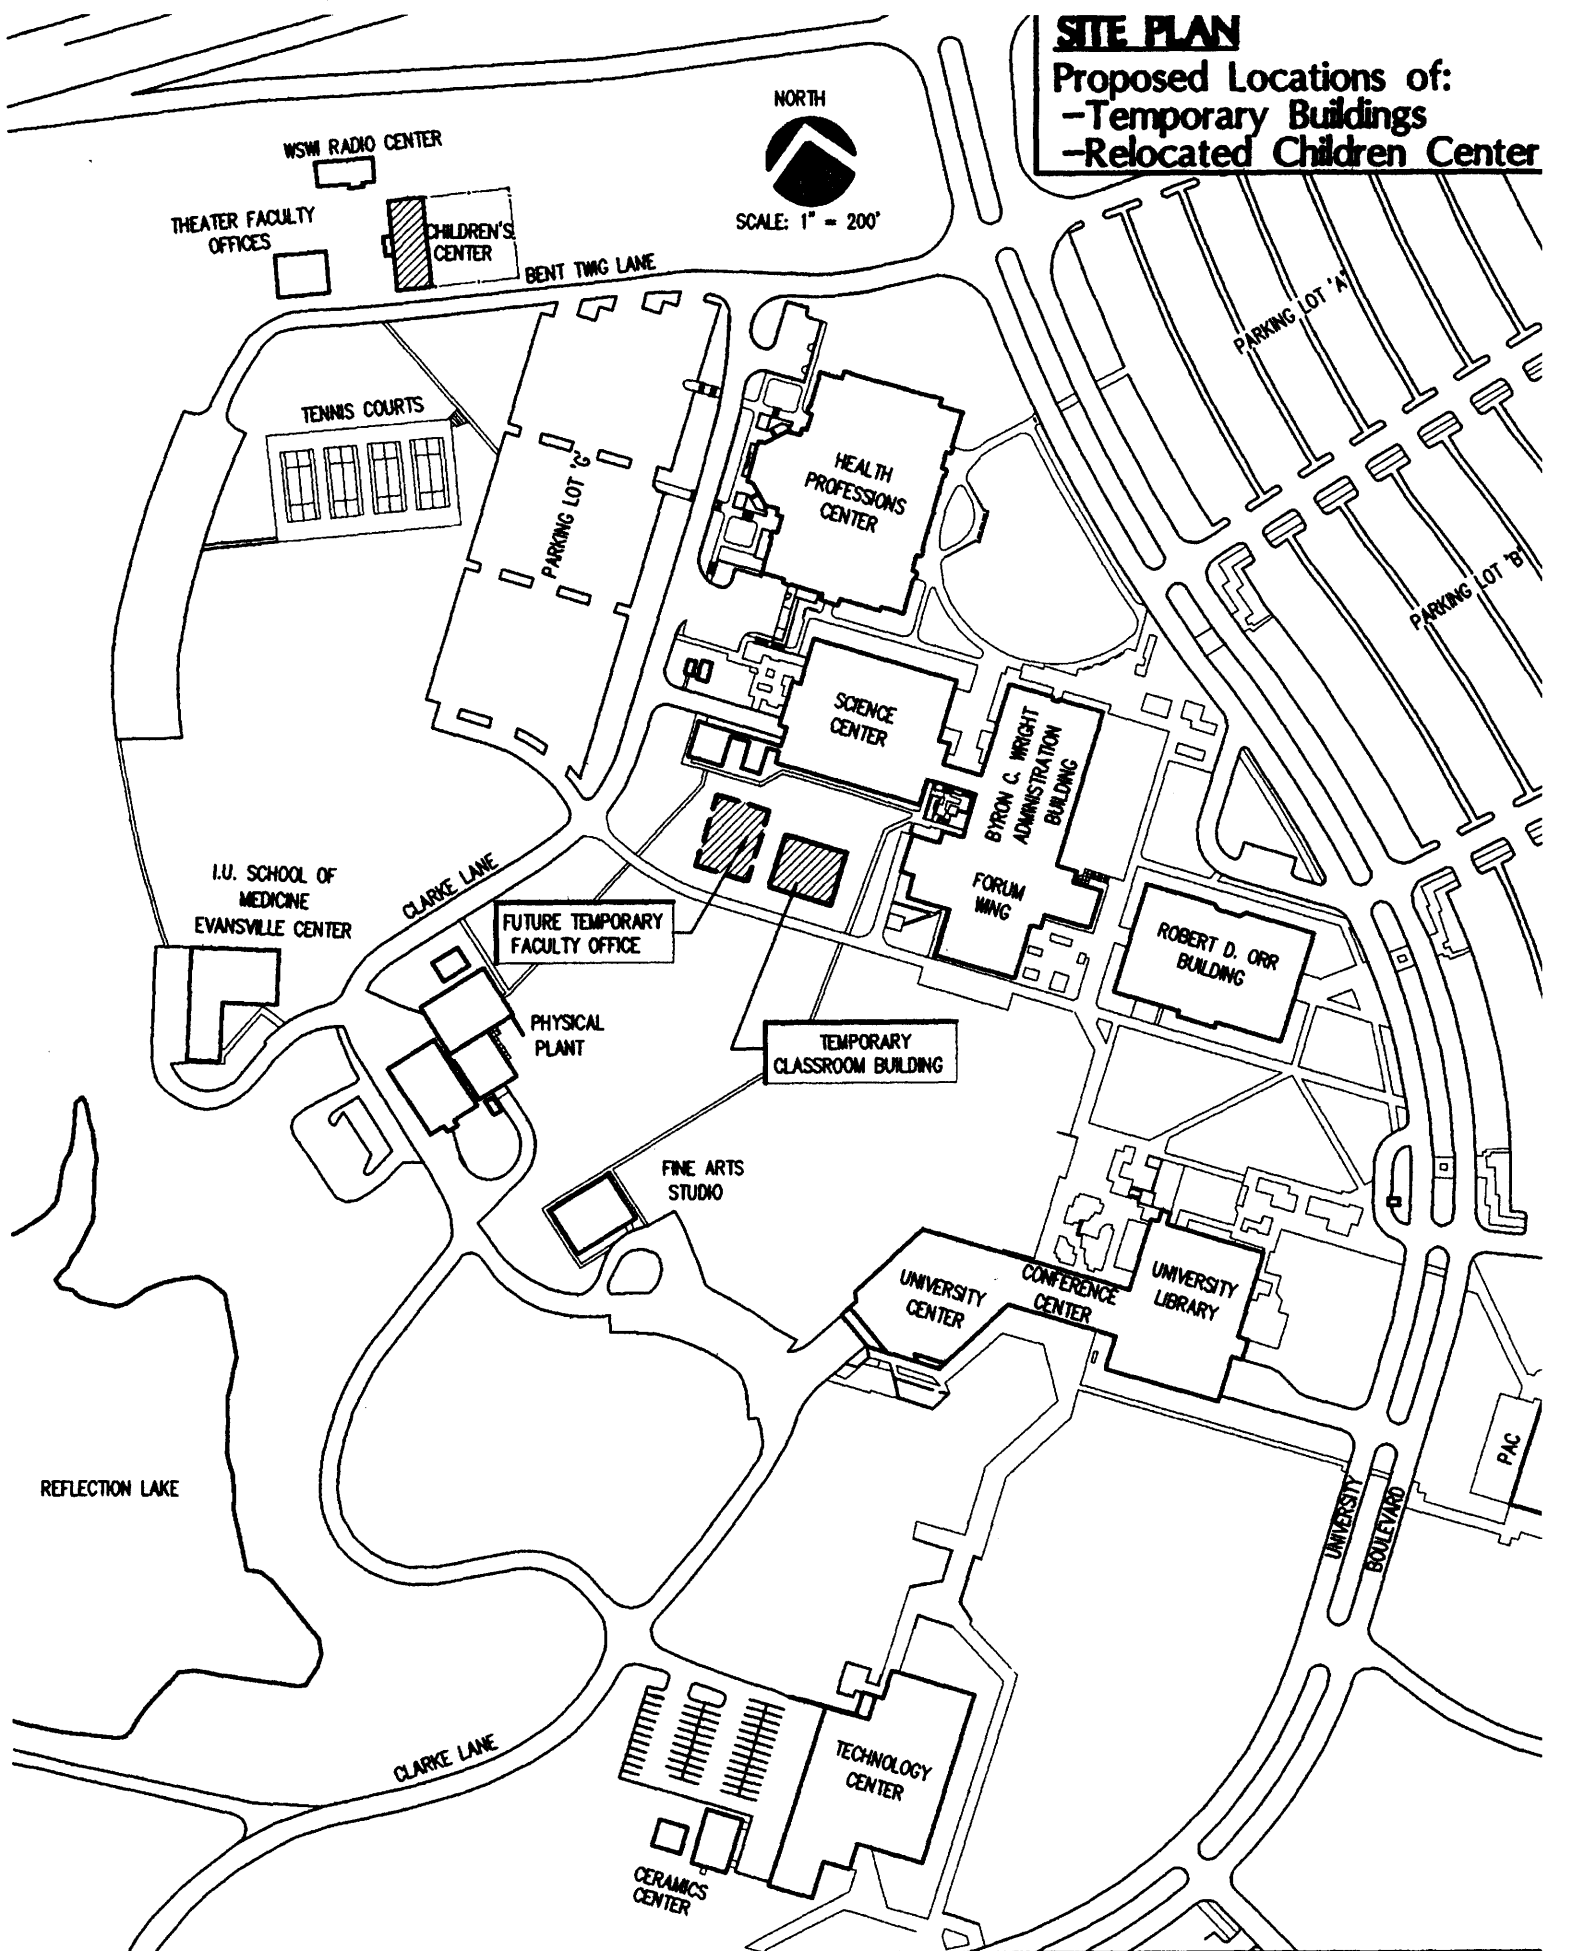 SITE PLAN
Proposed Locations of:
-Temporary Buildings
-Relocated Children Center
NORTH
SCALE: 1" = 200'
WSWI RADIO CENTER
THEATER FACULTY
OFFICES
CHILDREN'S
CENTER
BENT TWIG LANE
PARKING LOT 'A'
TENNIS COURTS
PARKING LOT 'C'
HEALTH
PROFESSIONS
CENTER
PARKING LOT 'B'
SCIENCE
CENTER
BYRON C. WRIGHT
ADMINISTRATION
BUILDING
FORUM
WING
I.U. SCHOOL OF
MEDICINE
EVANSVILLE CENTER
CLARKE LANE
FUTURE TEMPORARY
FACULTY OFFICE
ROBERT D. ORR
BUILDING
PHYSICAL
PLANT
TEMPORARY
CLASSROOM BUILDING
FINE ARTS
STUDIO
UNIVERSITY
CENTER
CONFERENCE
CENTER
UNIVERSITY
LIBRARY
PAC
REFLECTION LAKE
UNIVERSITY
BOULEVARD
CLARKE LANE
TECHNOLOGY
CENTER
CERAMICS
CENTER